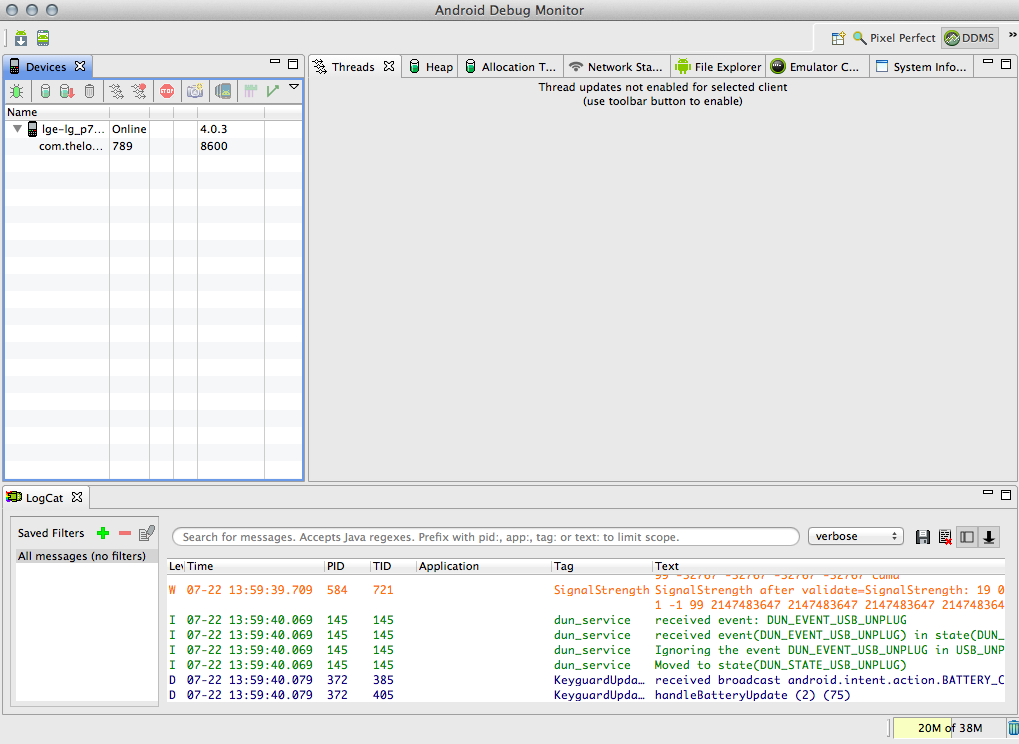 Android Debug Monitor
Pixel Perfect DDMS »
Devices
Threads Heap Allocation T... Network Sta... File Explorer Emulator C... System Info...
STOP
Name
lge-lg_p7... Online 4.0.3
com.thelo... 789 8600
Thread updates not enabled for selected client
(use toolbar button to enable)
LogCat
Saved Filters
All messages (no filters)
Search for messages. Accepts Java regexes. Prefix with pid:, app:, tag: or text: to limit scope. verbose
Le Time PID TID Application Tag Text
99 -32767 -32767 -32767 -32767 cdma
W 07-22 13:59:39.709 584 721 SignalStrength SignalStrength after validate=SignalStrength: 19 0
1 -1 99 2147483647 2147483647 2147483647 2147483647
I 07-22 13:59:40.069 145 145 dun_service received event: DUN_EVENT_USB_UNPLUG
I 07-22 13:59:40.069 145 145 dun_service received event(DUN_EVENT_USB_UNPLUG) in state(DUN_
I 07-22 13:59:40.069 145 145 dun_service Ignoring the event DUN_EVENT_USB_UNPLUG in USB_UNP
I 07-22 13:59:40.069 145 145 dun_service Moved to state(DUN_STATE_USB_UNPLUG)
D 07-22 13:59:40.079 372 385 KeyguardUpda... received broadcast android.intent.action.BATTERY_C
D 07-22 13:59:40.079 372 405 KeyguardUpda... handleBatteryUpdate (2) (75)
20M of 38M